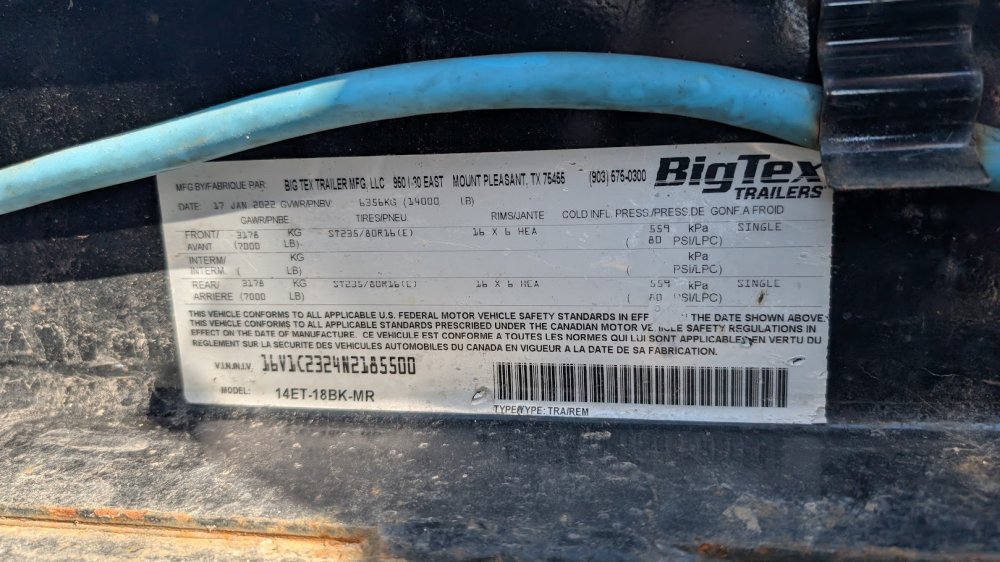 BigTex
TRAILERS
MFG BY/FABRIQUE PAR: BIG TEX TRAILER MFG, LLC 950 I-30 EAST MOUNT PLEASANT, TX 75455 (903) 575-0300
DATE: 17 JAN 2022 GVWR/PNBV 6356KG (14000 LB)
GAWR/PNBE: TIRES/PNEU RIMS/JANTE COLD INFL. PRESS/PRESS.DE GONF.A FROID
FRONT/ 3178 KG ST235/80R16(E) 16 X 6 HEA 559 kPa SINGLE
AVANT (7000 LB) ( 80 PSI/LPC)
INTERM/ KG kPa
INTERM. ( LB) ( PSI/LPC)
REAR/ 3178 KG ST235/80R16(E) 16 X 6 HEA 559 kPa SINGLE
ARRIERE (7000 LB) ( 80 PSI/LPC)
THIS VEHICLE CONFORMS TO ALL APPLICABLE U.S. FEDERAL MOTOR VEHICLE SAFETY STANDARDS IN EFF THE DATE SHOWN ABOVE.
THIS VEHICLE CONFORMS TO ALL APPLICABLE STANDARDS PRESCRIBED UNDER THE CANADIAN MOTOR VE ICLE SAFETY REGULATIONS IN
EFFECT ON THE DATE OF MANUFACTURE. CE VEHICULE EST CONFORME A TOUTES LES NORMES QUI LUI SONT APPLICABLES EN VERTU DU
REGLEMENT SUR LA SECURITE DES VEHICULES AUTOMOBILES DU CANADA EN VIGUEUR A LA DATE DE SA FABRICATION.
V.I.N./N.I.V. 16V1C2324N2185500
MODEL: 14ET-18BK-MR
TYPE/TYPE: TRA/REM